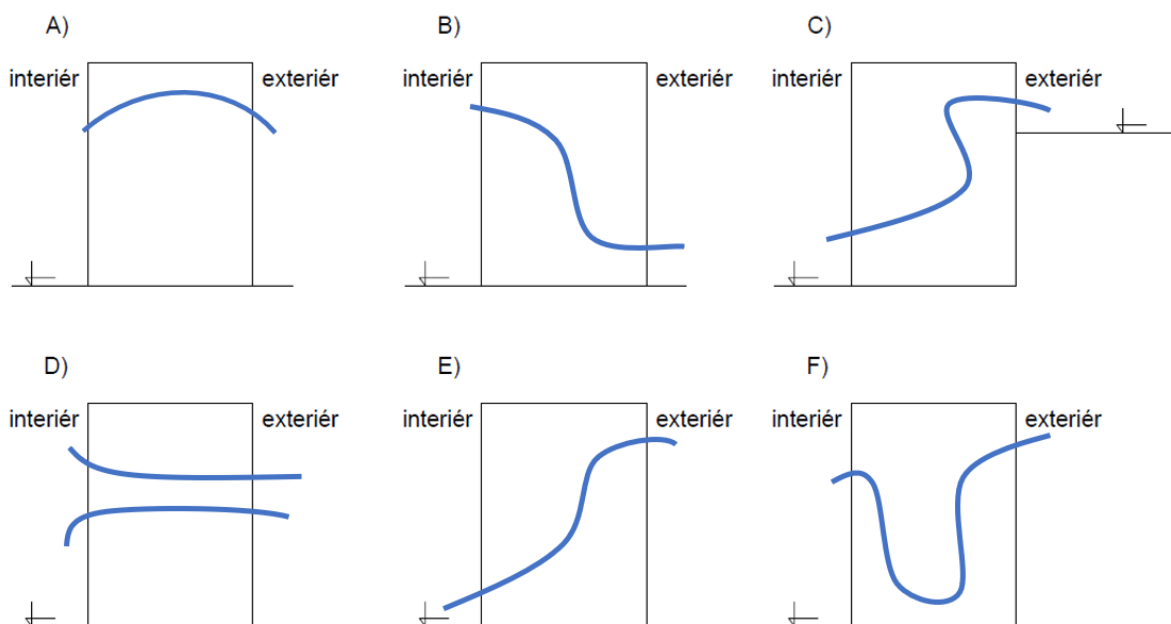 A)
B)
C)
interiér exteriér
interiér exteriér
interiér exteriér
D)
E)
F)
interiér exteriér
interiér exteriér
interiér exteriér